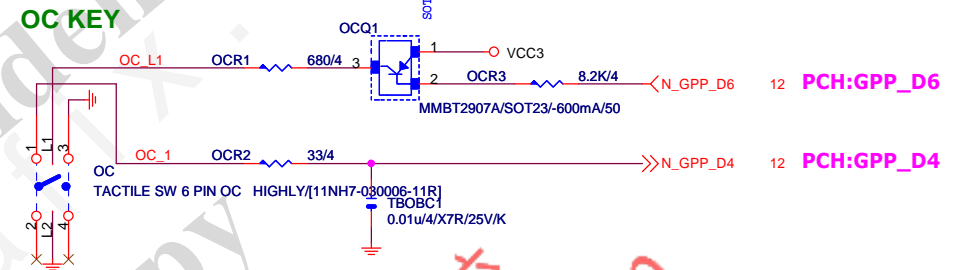 OC KEY
SOT
OCQ1
1
VCC3
OC_L1
OCR1
680/4
3
2
OCR3
8.2K/4
N_GPP_D6
12
PCH:GPP_D6
MMBT2907A/SOT23/-600mA/50
1
L1
3
OC_1
OCR2
33/4
N_GPP_D4
12
PCH:GPP_D4
OC
TACTILE SW 6 PIN OC HIGHLY/[11NH7-030006-11R]
TBOBC1
0.01u/4/X7R/25V/K
2
L2
4